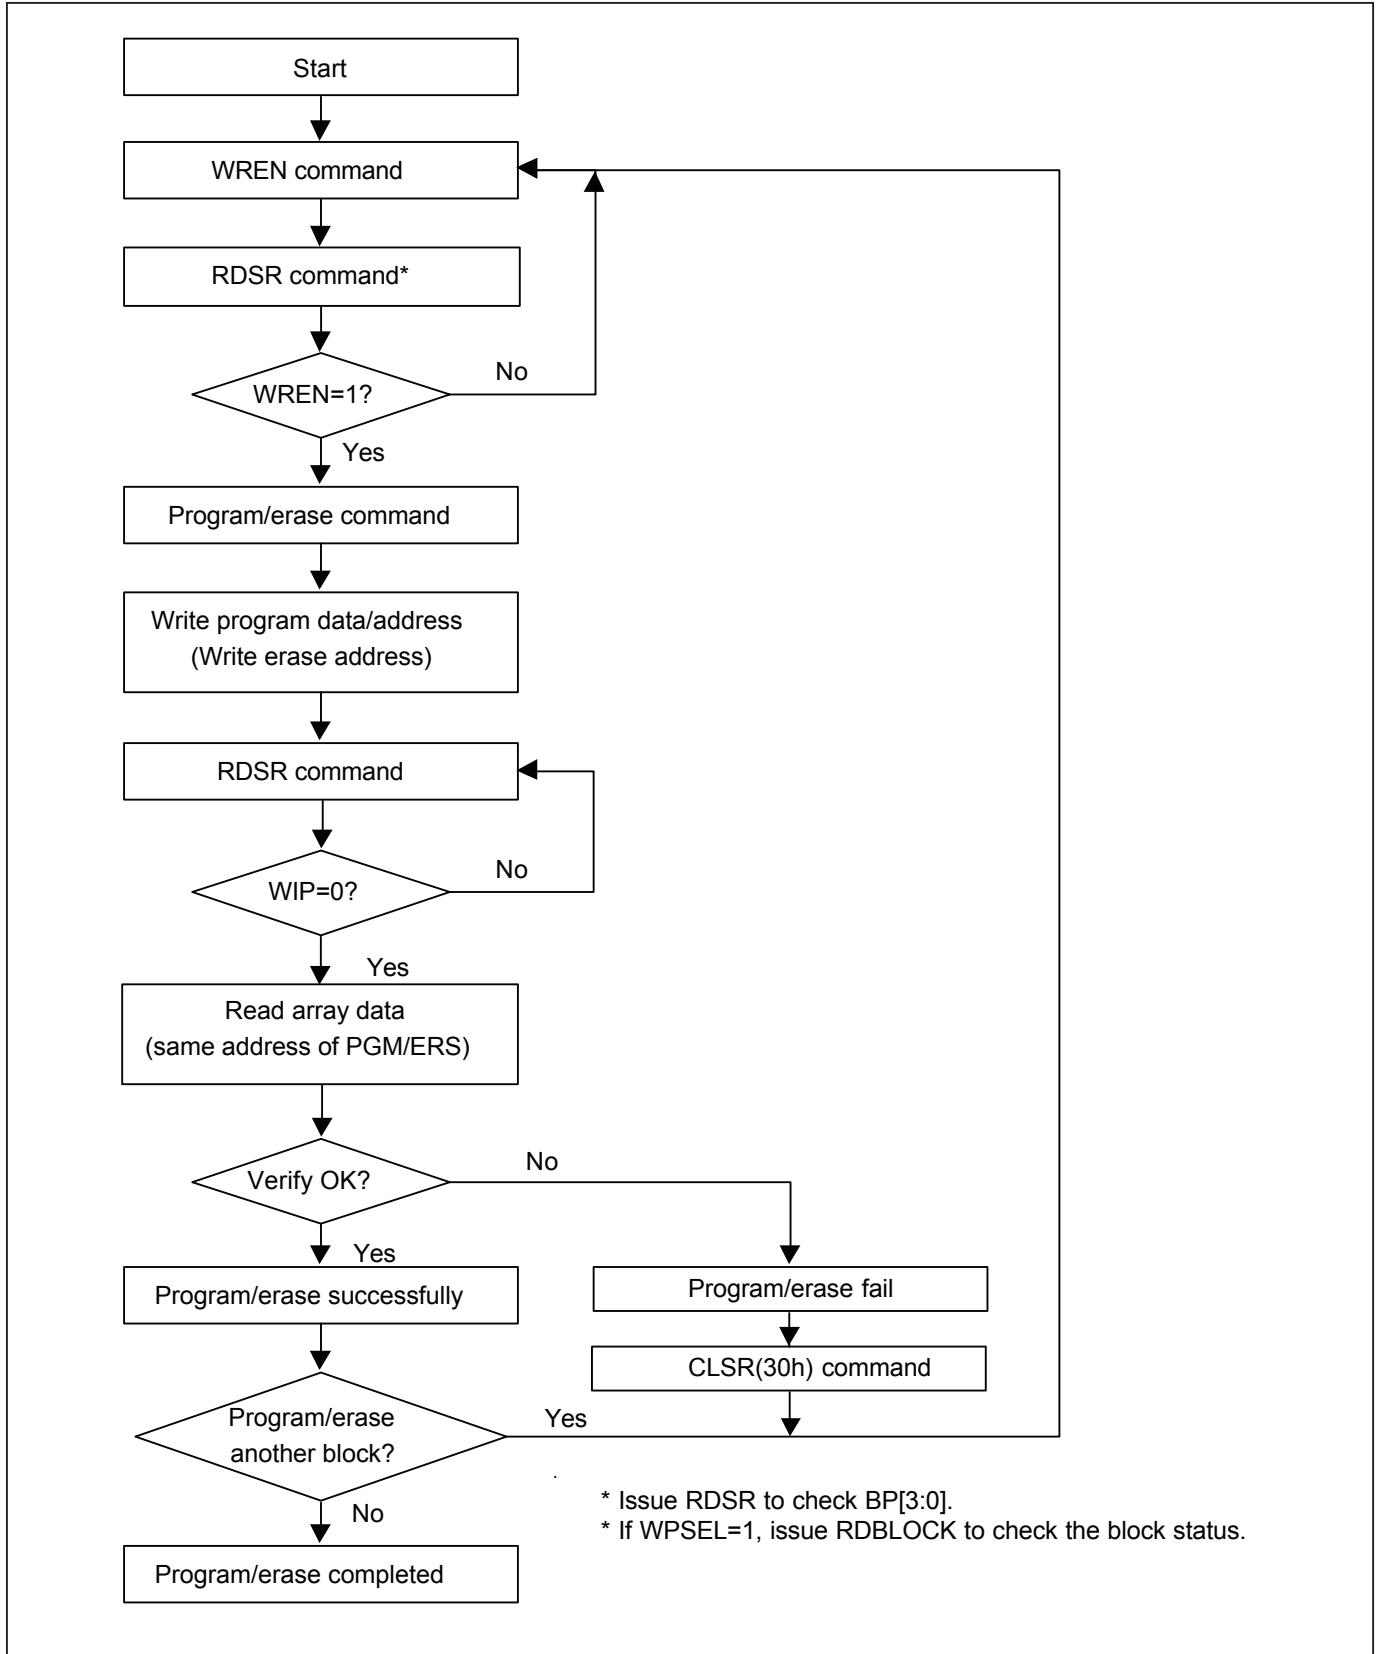 Start
WREN command
RDSR command*
WREN=1?
No
Yes
Program/erase command
Write program data/address
(Write erase address)
RDSR command
WIP=0?
No
Yes
Read array data
(same address of PGM/ERS)
Verify OK?
No
Yes
Program/erase successfully
Program/erase fail
CLSR(30h) command
Program/erase
another block?
Yes
No
* Issue RDSR to check BP[3:0].
* If WPSEL=1, issue RDBLOCK to check the block status.
Program/erase completed